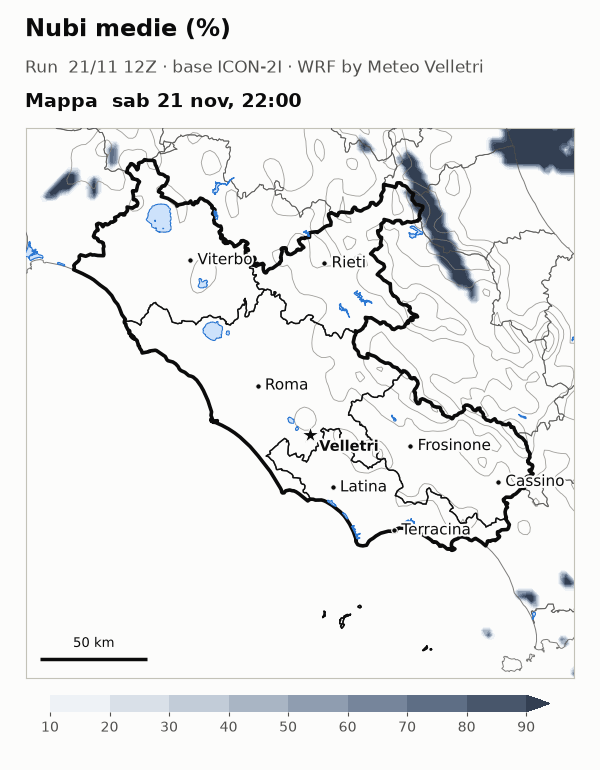 Nubi medie (%)
Run  21/11 12Z · base ICON-2I · WRF by Meteo Velletri
Mappa  sab 21 nov, 22:00
Viterbo
Rieti
Roma
Velletri
Frosinone
Latina
Cassino
Terracina
50 km
10 20 30 40 50 60 70 80 90